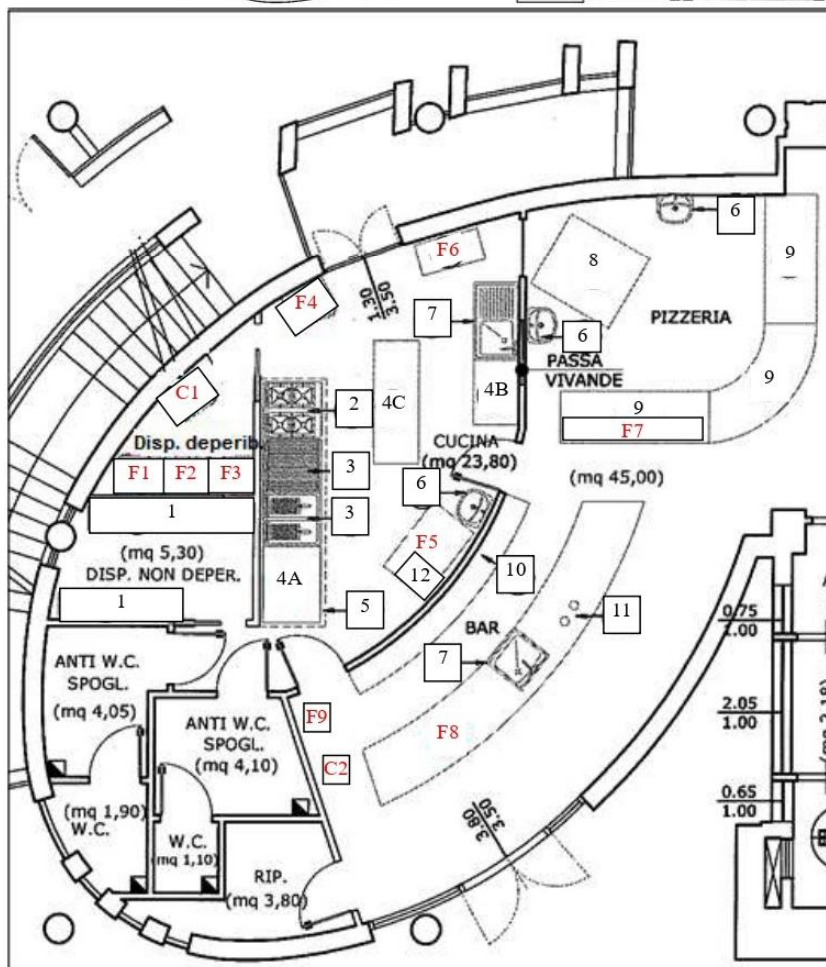 6
9
8
F6
F4
1.30
3.50
7
6
PIZZERIA
PASSA
VIVANDE
C1
2
4C
4B
9
9
F7
Disp. deperib.
F1 F2 F3
3
CUCINA
(mq 23,80)
(mq 45,00)
1
3
6
F5
(mq 5,30)
DISP. NON DEPER.
4A
12
10
1
5
11
BAR
7
0.75
1.00
ANTI W.C.
SPOGL.
(mq 4,05)
ANTI W.C.
SPOGL.
(mq 4,10)
F9
F8
C2
2.05
1.00
(mq 2,18)
(mq 1,90)
W.C.
W.C.
(mq 1,10)
3.80
3.50
0.65
1.00
RIP.
(mq 3,80)